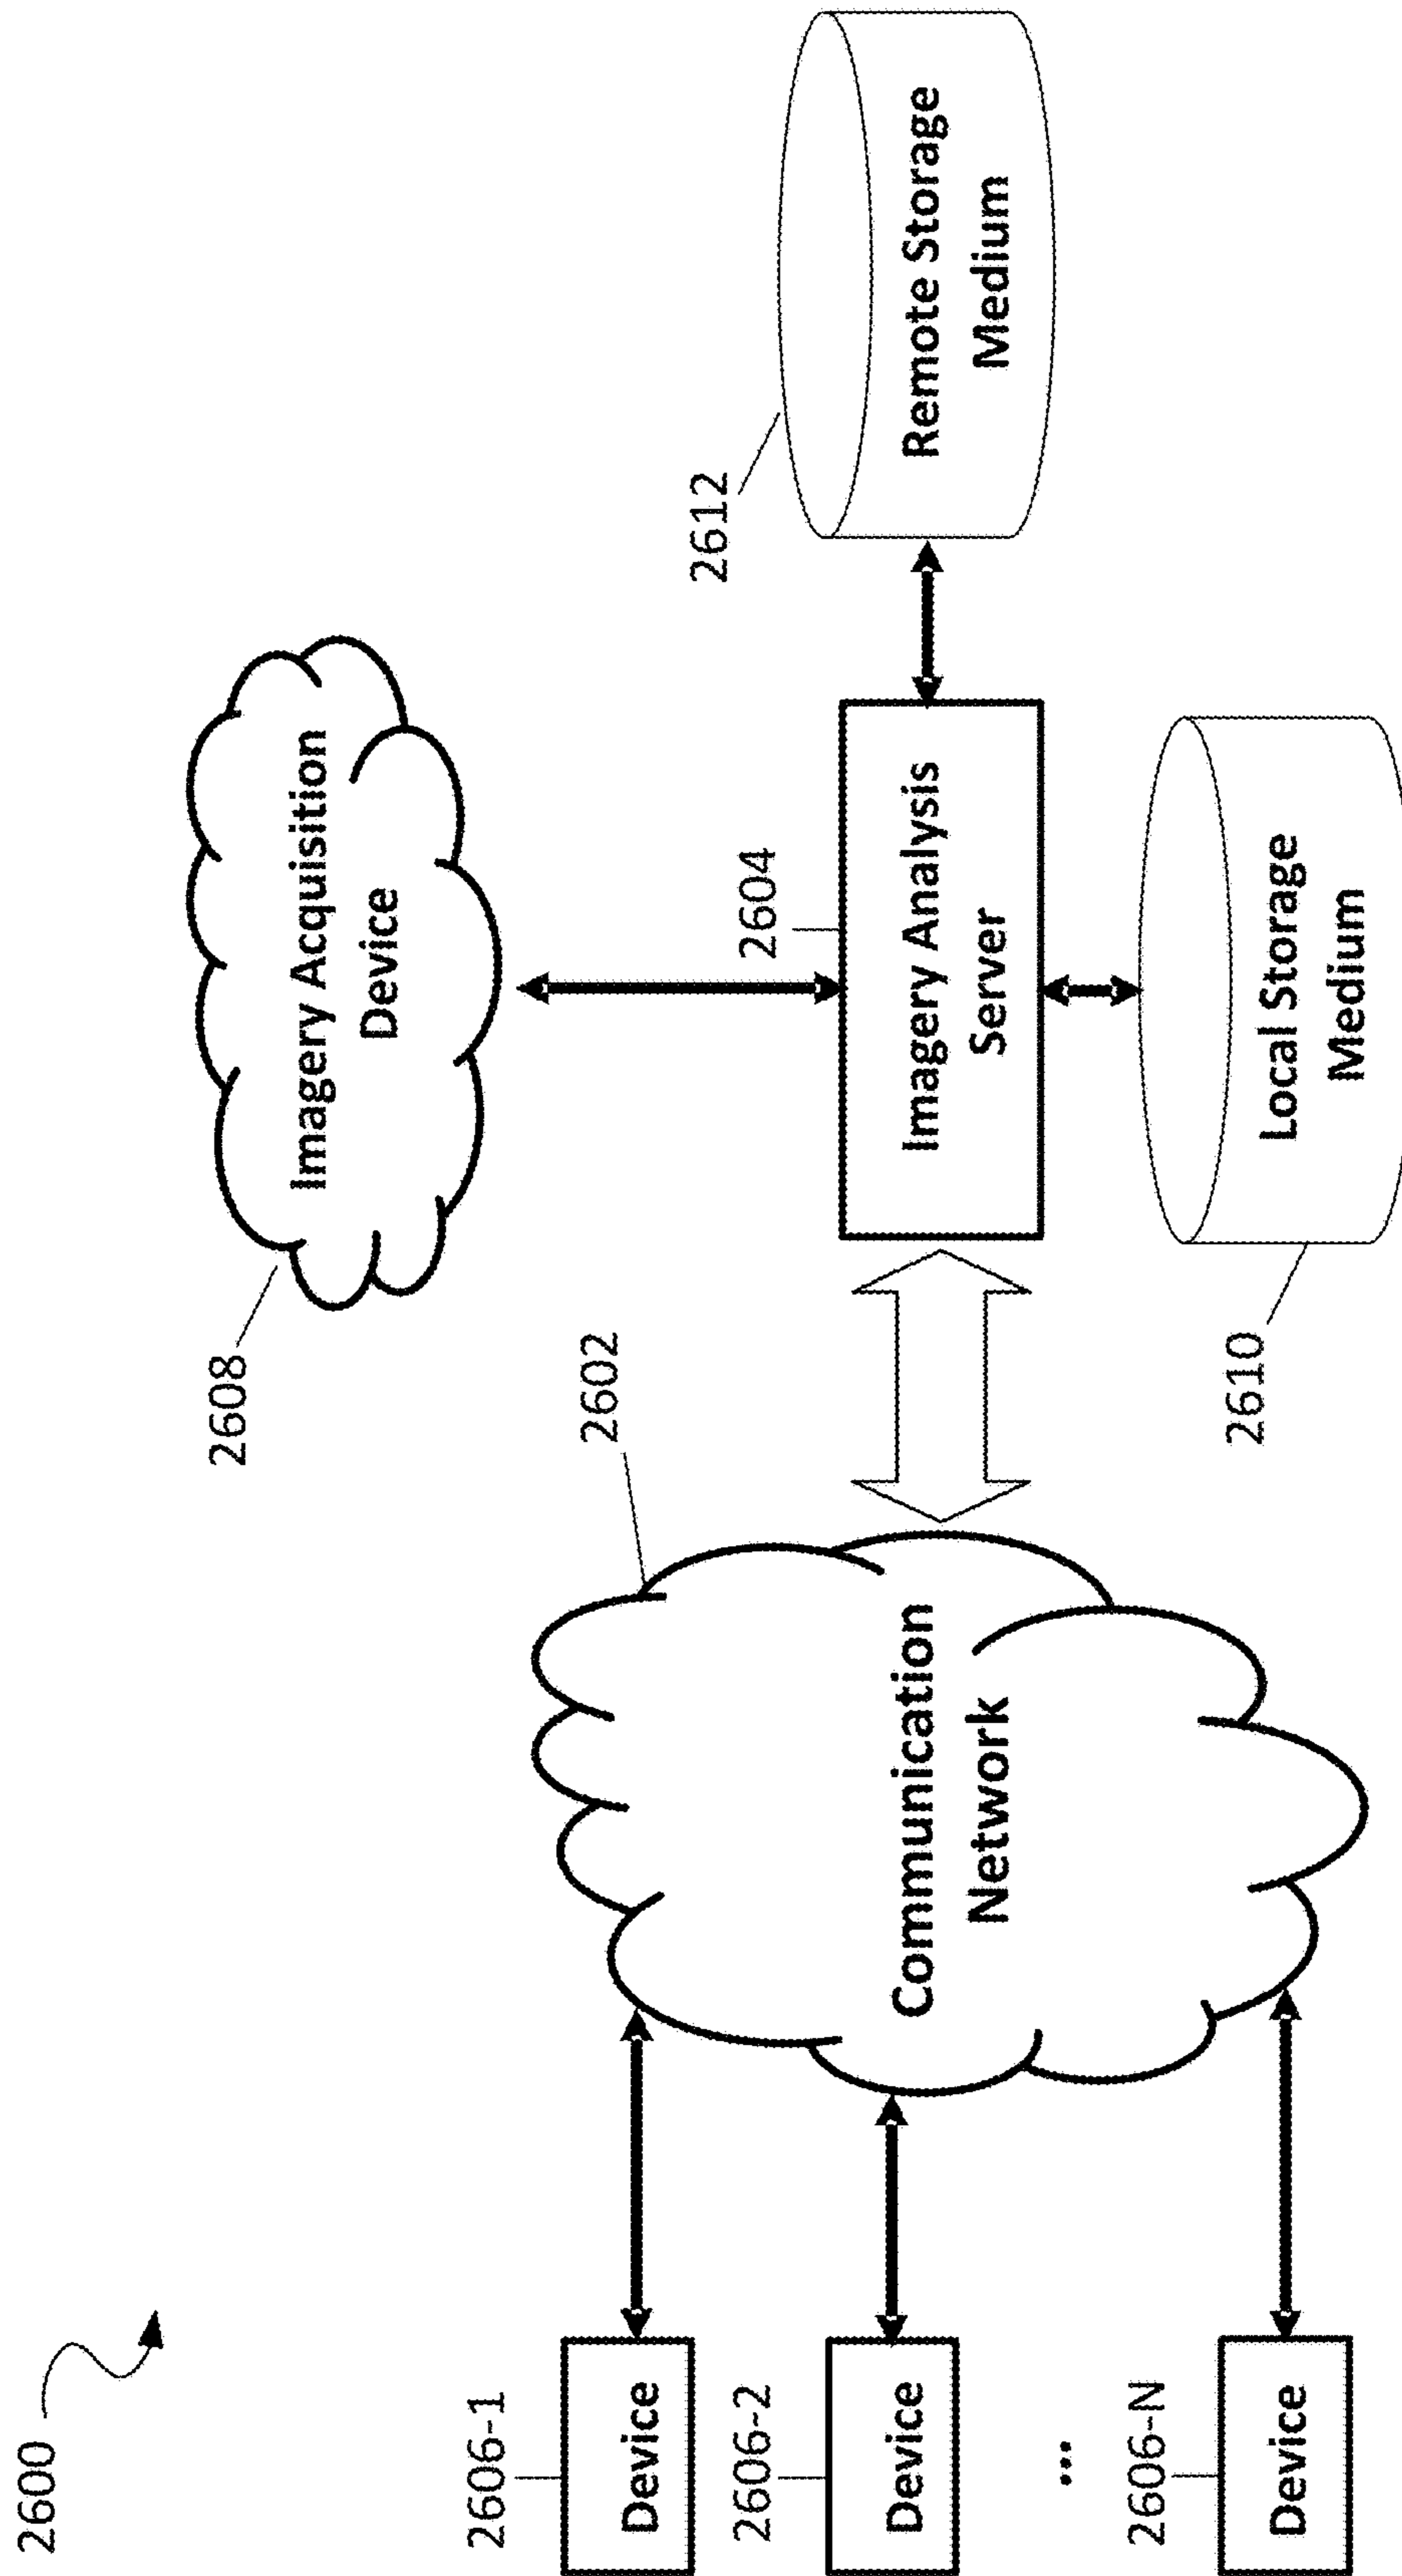 2600
2608
Imagery Acquisition
Device
2606-1
Device
2602
2612
2606-2
Device
Communication
Network
2604
Imagery Analysis
Server
Remote Storage
Medium
...
2606-N
Device
2610
Local Storage
Medium